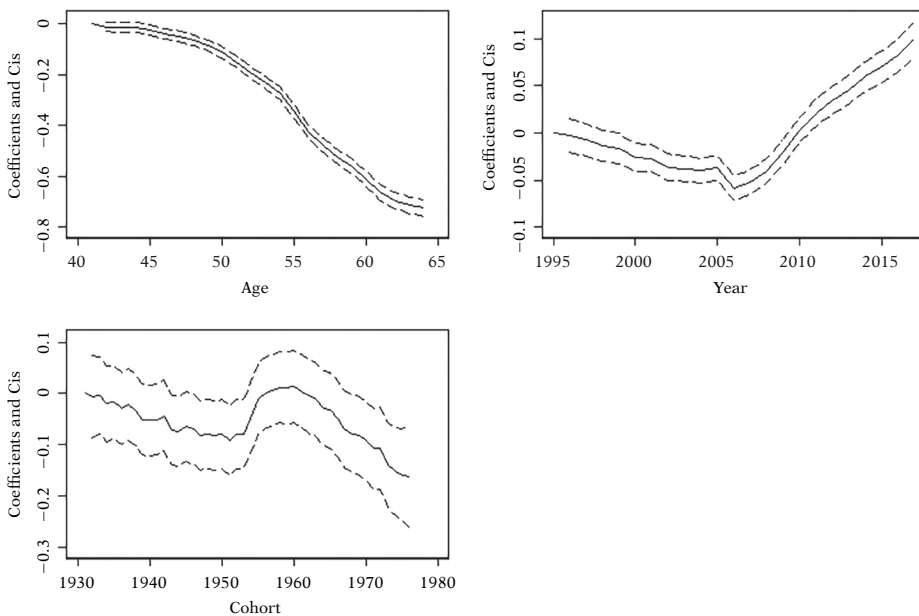 Coefficients and Cis
0
−0.2
−0.4
−0.6
−0.8
40 45 50 55 60 65
Age
Coefficients and Cis
0.1
0.05
0
−0.05
−0.1
1995 2000 2005 2010 2015
Year
Coefficients and Cis
0.1
0
−0.1
−0.2
−0.3
1930 1940 1950 1960 1970 1980
Cohort